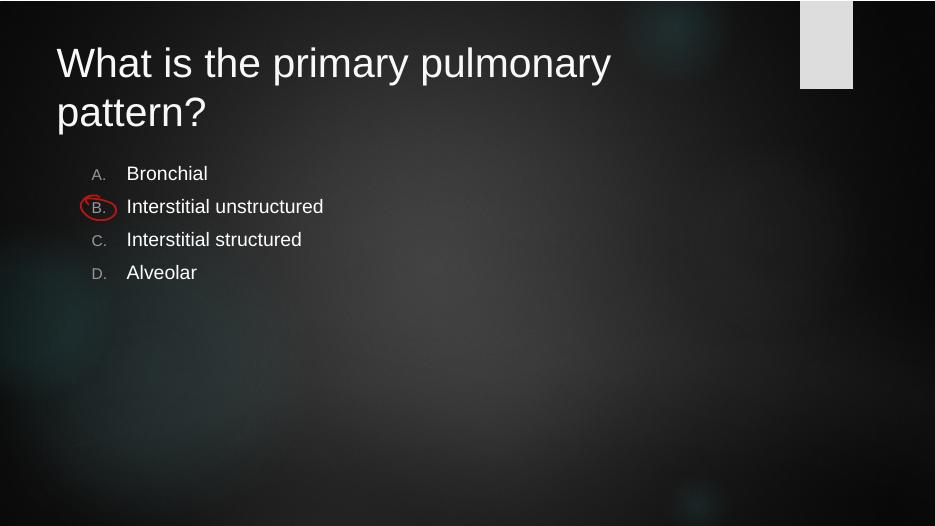 What is the primary pulmonary
pattern?
A. Bronchial
B. Interstitial unstructured
C. Interstitial structured
D. Alveolar